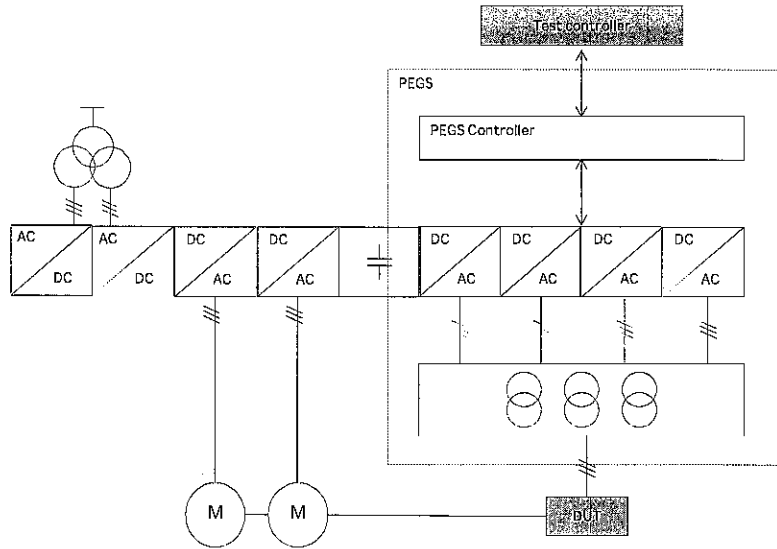 Test controller
PEGS
PEGS Controller
AC
DC
AC
DC
DC
AC
DC
AC
DC
AC
DC
AC
DC
AC
DC
AC
M
M
DUT